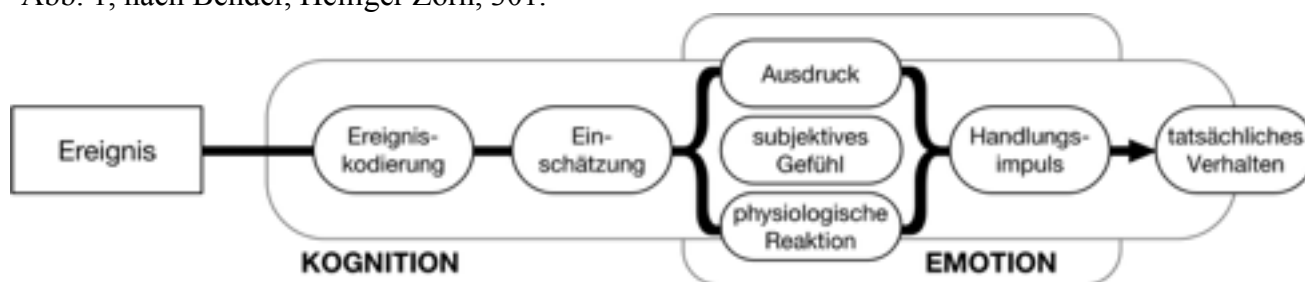 Abb. 1, nach Bender, Heiliger Zorn, 301.
Ausdruck
Ereignis
Ereignis-
kodierung
Ein-
schätzung
subjektives
Gefühl
Handlungs-
impuls
tatsächliches
Verhalten
physiologische
Reaktion
KOGNITION
EMOTION